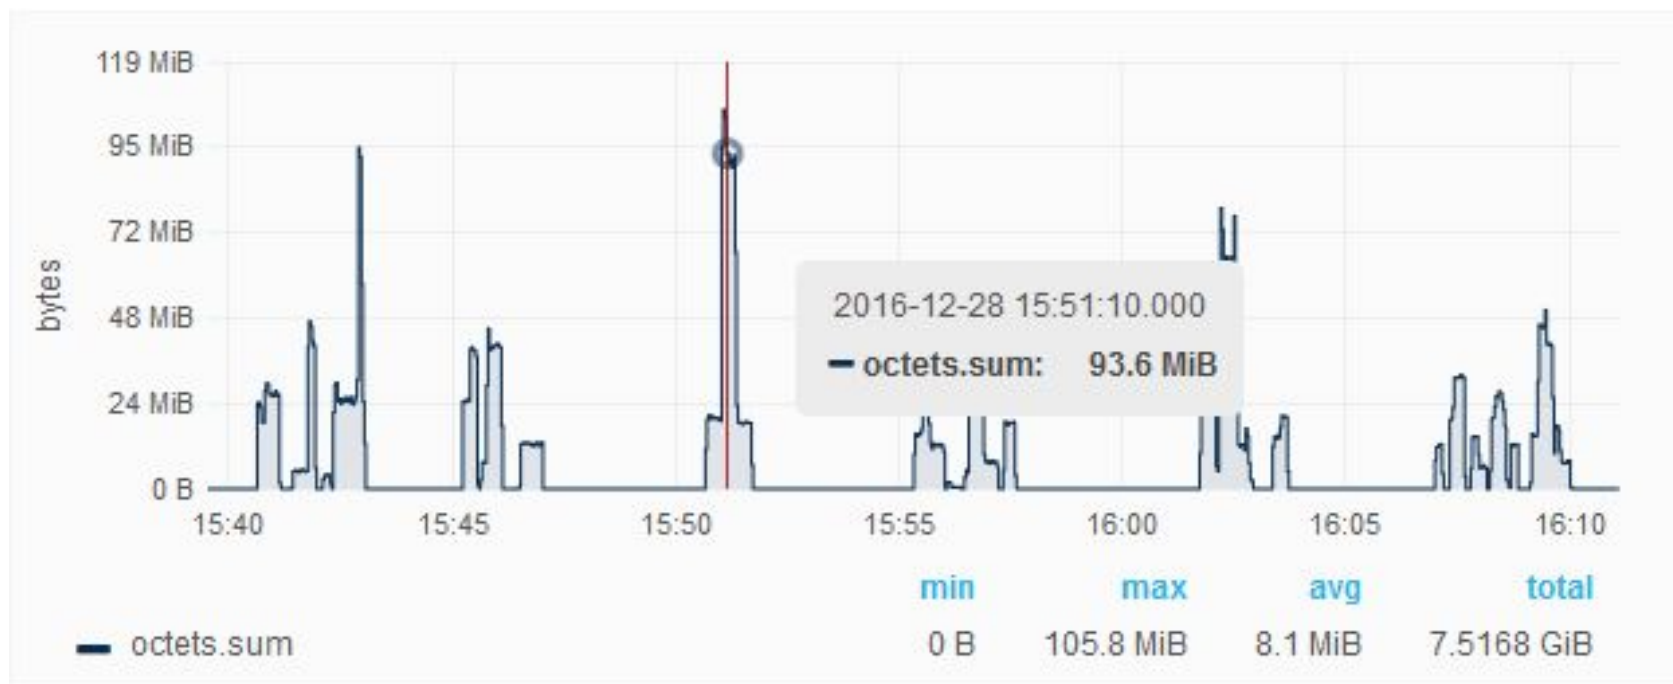 119 MiB
95 MiB
72 MiB
48 MiB
24 MiB
0 B
bytes
2016-12-28 15:51:10.000
octets.sum: 93.6 MiB
15:40 15:45 15:50 15:55 16:00 16:05 16:10
min max avg total
octets.sum 0 B 105.8 MiB 8.1 MiB 7.5168 GiB